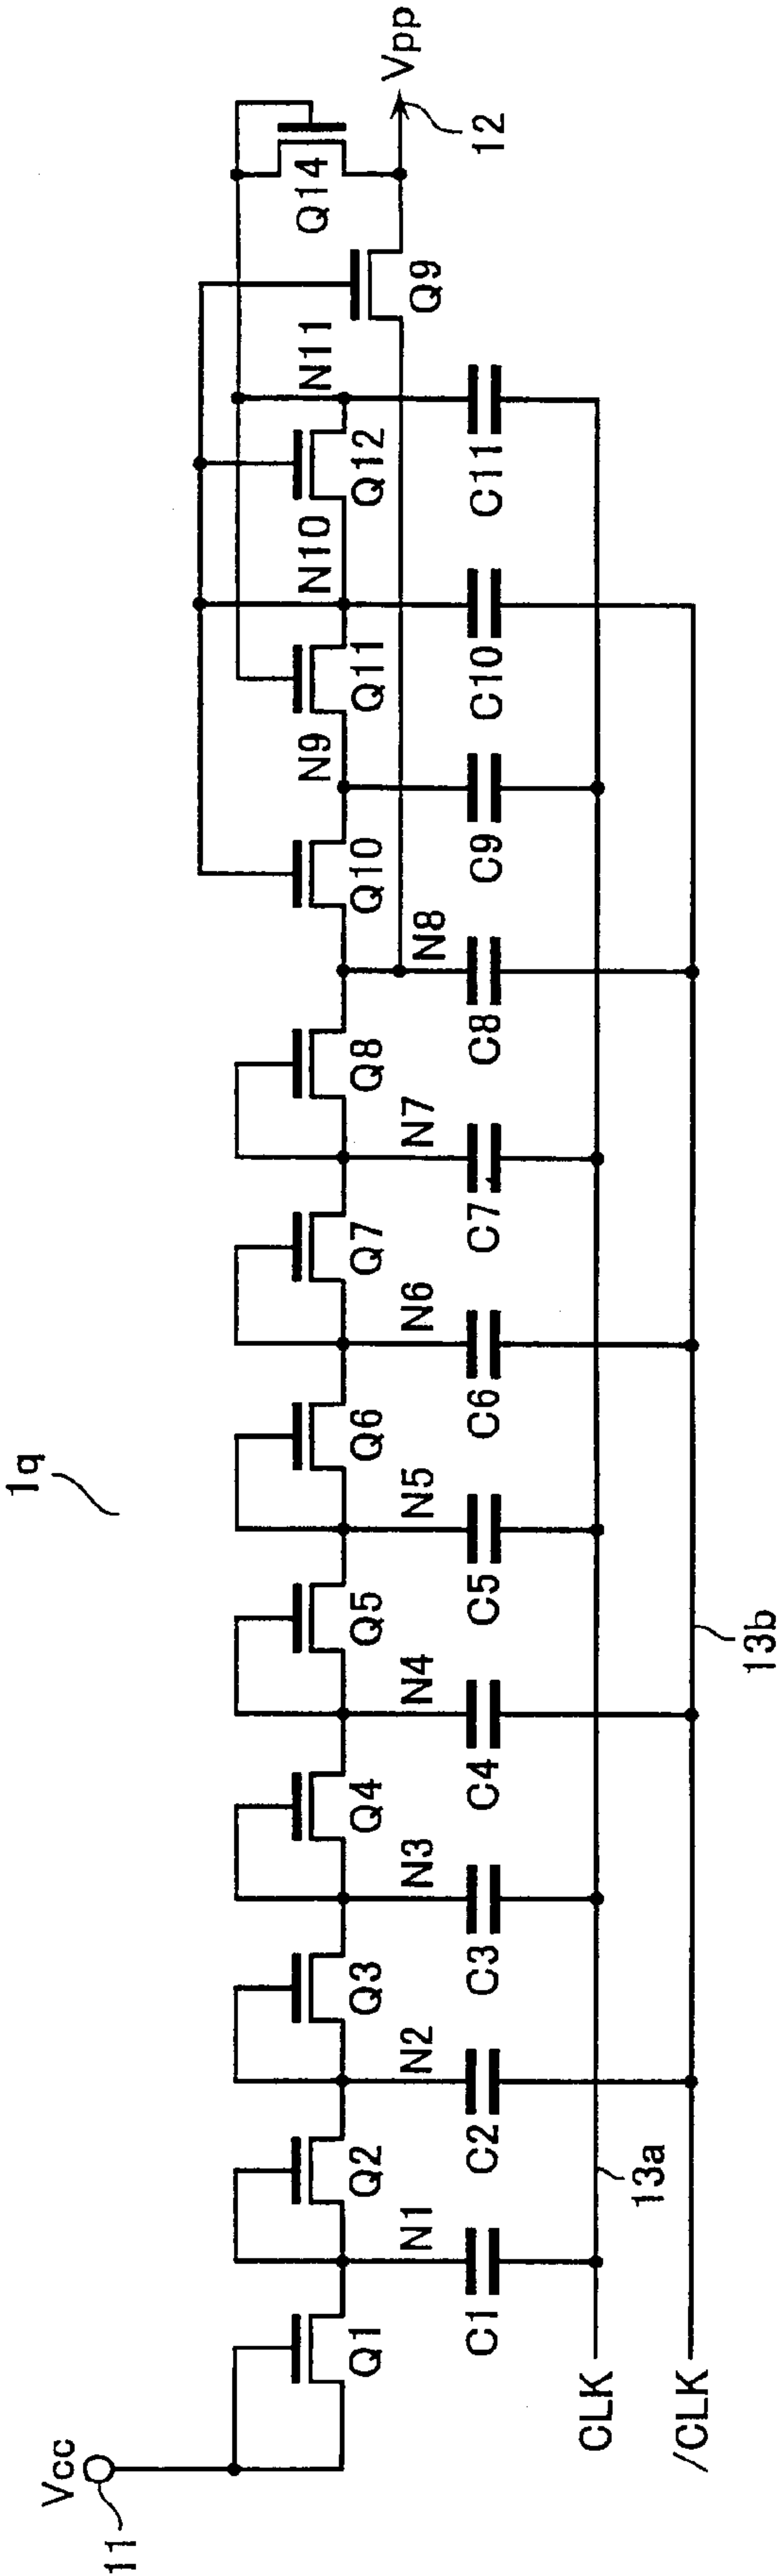 1q
Vcc
11
Q1
Q2
Q3
Q4
Q5
Q6
Q7
Q8
Q10
Q11
Q12
Q14
Q9
Vpp
12
N1
N2
N3
N4
N5
N6
N7
N8
N9
N10
N11
C1
C2
C3
C4
C5
C6
C7
C8
C9
C10
C11
CLK
13a
/CLK
13b